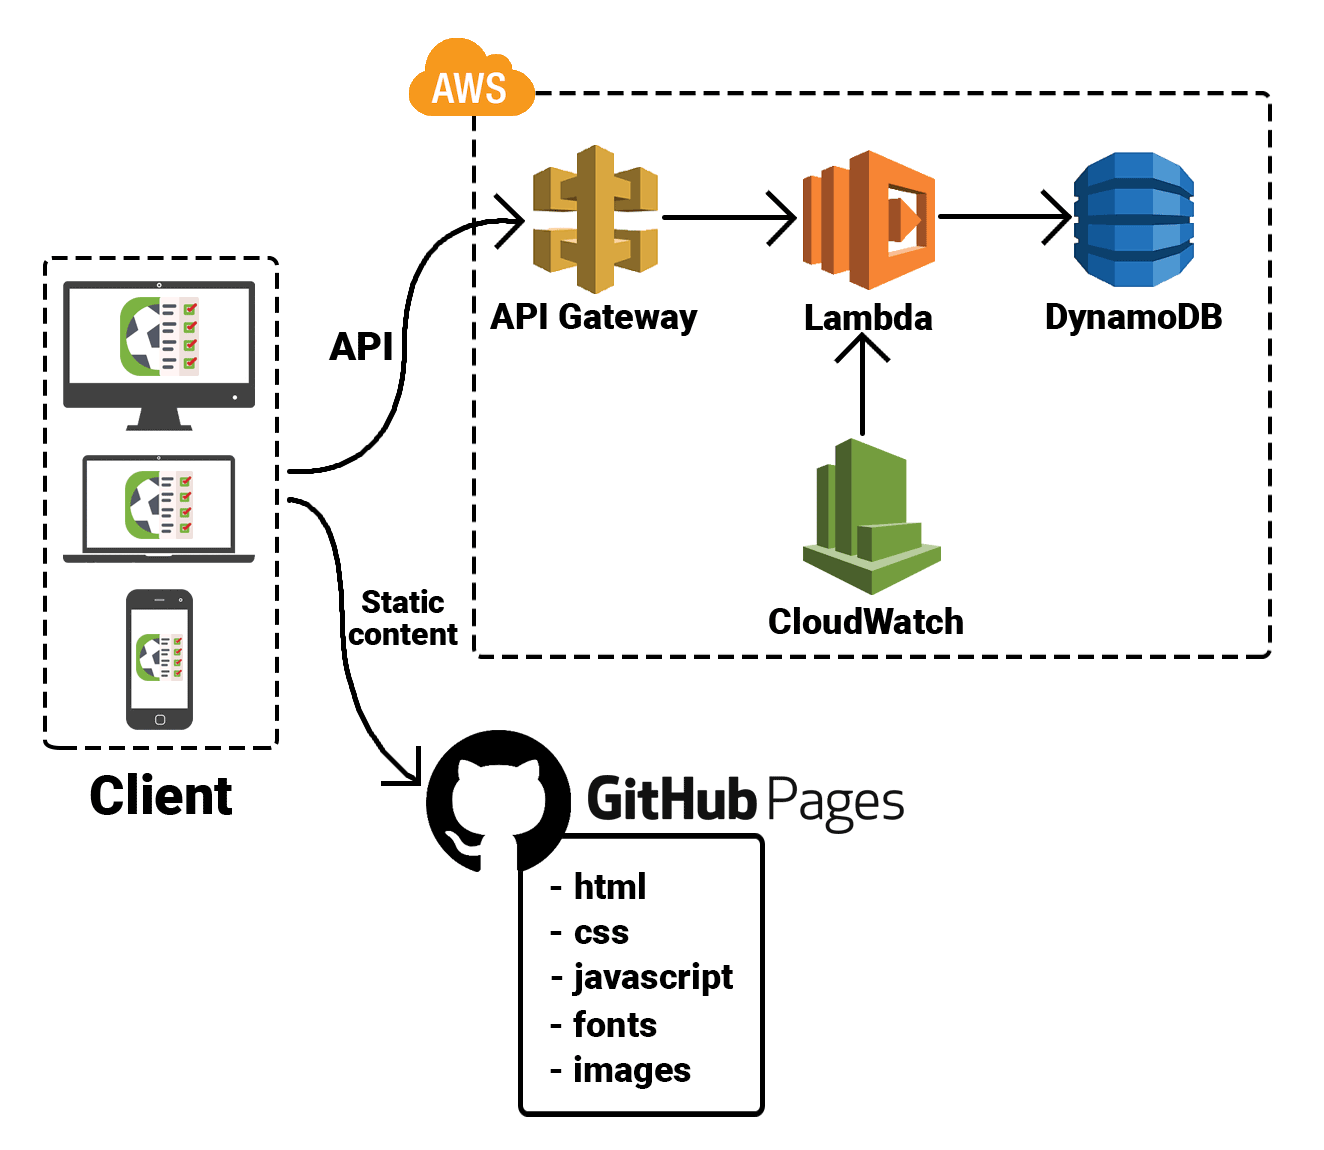 AWS
API Gateway
Lambda
DynamoDB
API
CloudWatch
Static
content
Client
GitHub Pages
- html
- css
- javascript
- fonts
- images